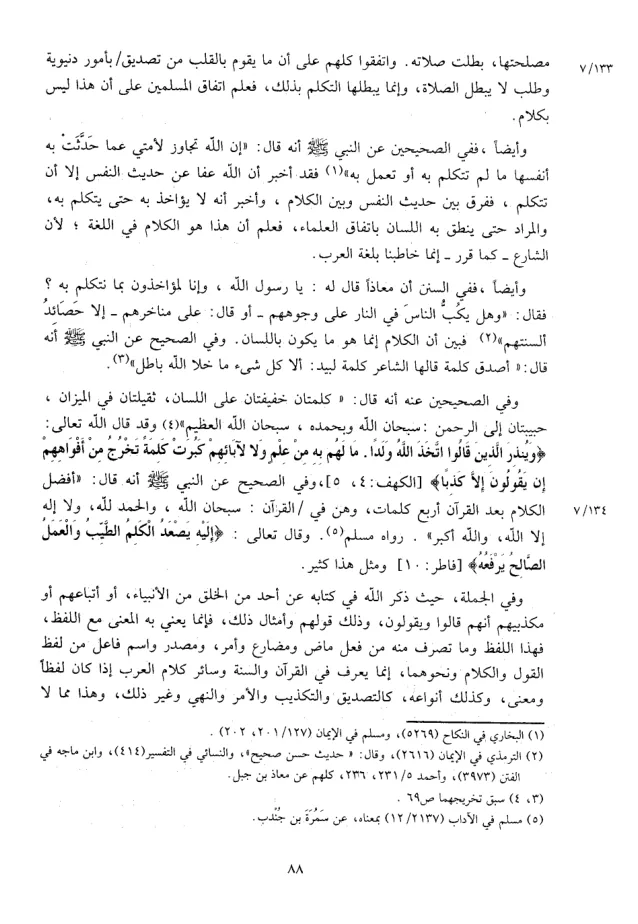 مصلحتها، بطلت صلاته. واتفقوا كلهم على أن ما يقوم بالقلب من تصديق/بأمور دنيوية
٧/١٣٣
وطلب لا يبطل الصلاة، وإنما يبطلها التكلم بذلك، فعلم اتفاق المسلمين على أن هذا ليس
بكلام.
وأيضاً ،ففي الصحيحين عن النبي ﷺ أنه قال: «إن الله تجاوز لأمتي عما حَدَّثَتْ به
أنفسها ما لم تتكلم به أو تعمل به»(١) فقد أخبر أن الله عفا عن حديث النفس إلا أن
تتكلم ، ففرق بين حديث النفس وبين الكلام ، وأخبر أنه لا يؤاخذ به حتى يتكلم به،
والمراد حتى ينطق به اللسان باتفاق العلماء، فعلم أن هذا هو الكلام في اللغة ؛ لأن
الشارع ـ كما قرر ـ إنما خاطبنا بلغة العرب.
وأيضاً ،ففي السنن أن معاذاً قال له : يا رسول الله ، وإنا لمؤاخذون بما نتكلم به ؟
فقال: «وهل يكُبُّ الناسَ في النار على وجوههم ـ أو قال: على مناخرهم ـ إلا حَصَائِدُ
ألسنتهم»(٢) فبين أن الكلام إنما هو ما يكون باللسان. وفي الصحيح عن النبي ﷺ أنه
قال:« أصدق كلمة قالها الشاعر كلمة لبيد: ألا كل شىء ما خلا الله باطل»(٣).
وفي الصحيحين عنه أنه قال: « كلمتان خفيفتان على اللسان، ثقيلتان في الميزان ،
حبيبتان إلى الرحمن :سبحان الله وبحمده ، سبحان الله العظيم»(٤) وقد قال الله تعالى:
﴿وَيُنذِرَ الَّذِينَ قَالُوا اتَّخَذَ اللَّهُ وَلَدًا. مَا لَهُم بِهِ مِنْ عِلْمٍ وَلا لآبَائِهِمْ كَبُرَتْ كَلِمَةً تَخْرُجُ مِنْ أَفْوَاهِهِمْ
إِن يَقُولُونَ إِلاَّ كَذِبًا﴾ [الكهف:٤، ٥]،وفي الصحيح عن النبي ﷺ أنه قال: «أفضل
الكلام بعد القرآن أربع كلمات، وهن في /القرآن : سبحان الله ، والحمد لله، ولا إله
٧/١٣٤
إلا الله، والله أكبر» . رواه مسلم(٥). وقال تعالى : ﴿إِلَيْهِ يَصْعَدُ الْكَلِمُ الطَّيِّبُ وَالْعَمَلُ
الصَّالِحُ يَرْفَعُهُ﴾ [فاطر:١٠] ومثل هذا كثير.
وفي الجملة، حيث ذكر الله في كتابه عن أحد من الخلق من الأنبياء، أو أتباعهم أو
مكذبيهم أنهم قالوا ويقولون، وذلك قولهم وأمثال ذلك، فإنما يعني به المعنى مع اللفظ،
فهذا اللفظ وما تصرف منه من فعل ماض ومضارع وأمر، ومصدر واسم فاعل من لفظ
القول والكلام ونحوهما، إنما يعرف في القرآن والسنة وسائر كلام العرب إذا كان لفظاً
ومعنى، وكذلك أنواعه، كالتصديق والتكذيب والأمر والنهي وغير ذلك، وهذا مما لا
(١) البخاري في النكاح (٥٢٦٩)، ومسلم في الإيمان (٢٠١/١٢٧، ٢٠٢) .
(٢) الترمذي في الإيمان (٢٦١٦)، وقال: « حديث حسن صحيح»، والنسائي في التفسير(٤١٤)، وابن ماجه في
الفتن (٣٩٧٣)، وأحمد ٢٣١/٥، ٢٣٦، كلهم عن معاذ بن جبل.
(٣، ٤) سبق تخريجهما ص٦٩ .
(٥) مسلم في الآداب (١٢/٢١٣٧) بمعناه، عن سَمُرَةَ بن جُنْدبِ.
٨٨